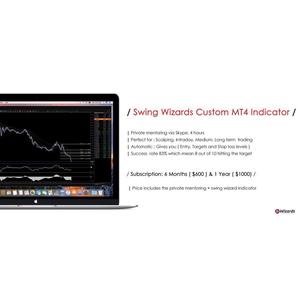 / Swing Wizards Custom MT4 Indicator /
| Private mentoring via Skype, 4 hours
| Perfect for : Scalping, Intraday, Medium, Long term trading
| Automatic : Gives you ( Entry, Targets and Stop loss levels )
| Success rate 83% which mean 8 out of 10 hitting the target
/ Subscription: 6 Months ( $600 ) & 1 Year ( $1000) /
| Price includes the private mentoring + swing wizard indicator